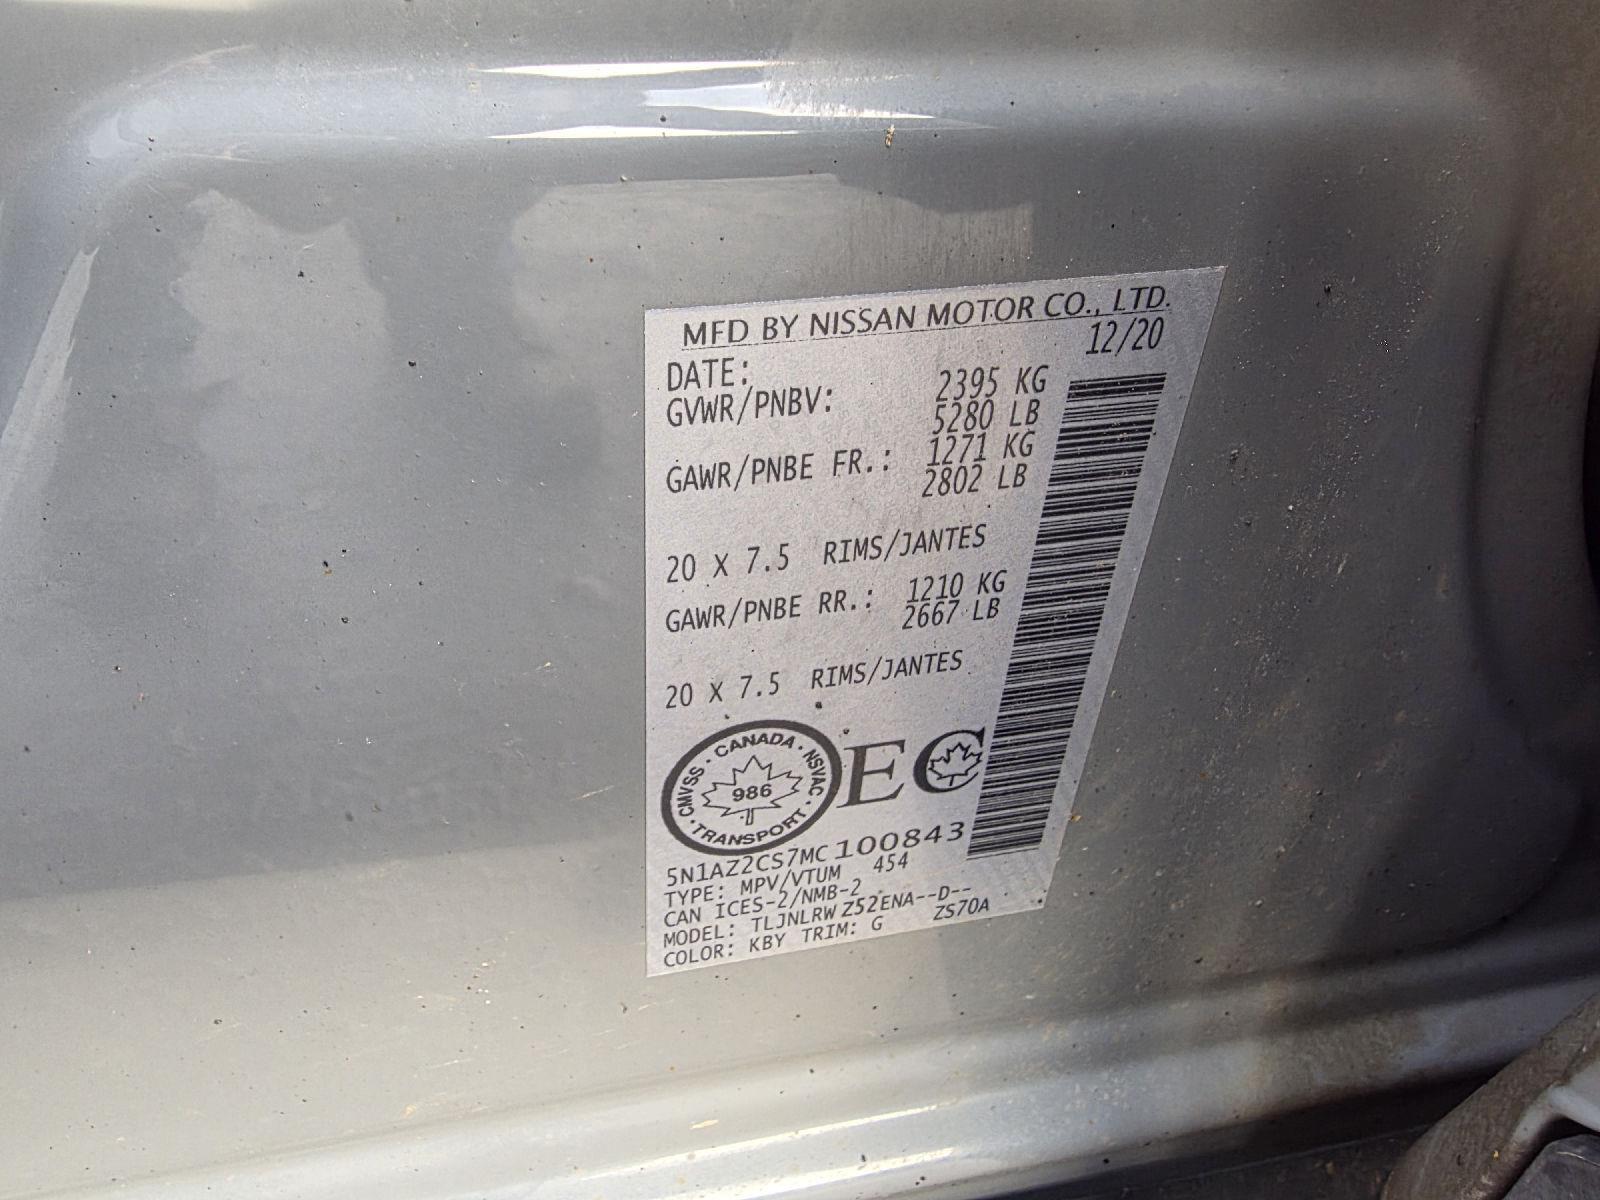 MFD BY NISSAN MOTOR CO., LTD.
DATE: 12/20
GVWR/PNBV: 2395 KG
5280 LB
GAWR/PNBE FR.: 1271 KG
2802 LB
20 X 7.5 RIMS/JANTES
GAWR/PNBE RR.: 1210 KG
2667 LB
20 X 7.5 RIMS/JANTES
CMVSS · CANADA · NSVAC · TRANSPORT
986
EC
5N1AZ2CS7MC100843
TYPE: MPV/VTUM 454
CAN ICES-2/NMB-2
MODEL: TLJNLRWZ52ENA--D--
COLOR: KBY TRIM: G ZS70A